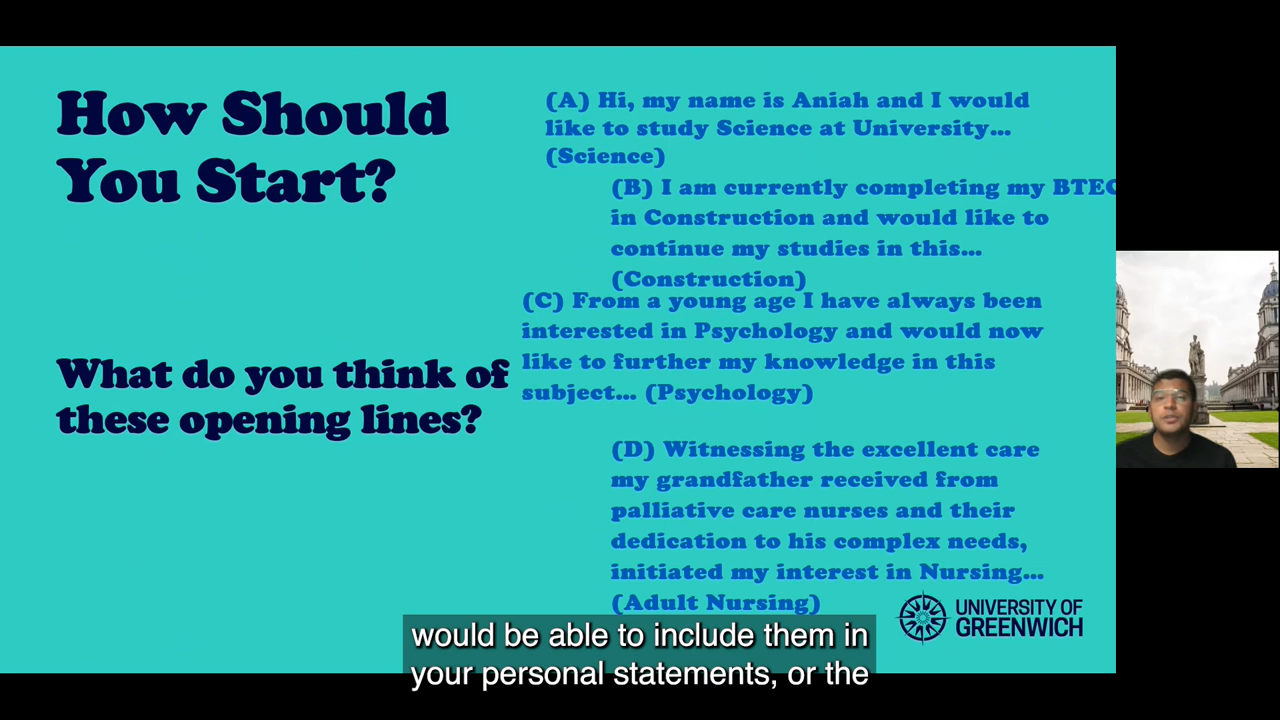 How Should
You Start?
What do you think of
these opening lines?
(A) Hi, my name is Aniah and I would
like to study Science at University...
(Science)
(B) I am currently completing my BTEC
in Construction and would like to
continue my studies in this...
(Construction)
(C) From a young age I have always been
interested in Psychology and would now
like to further my knowledge in this
subject... (Psychology)
(D) Witnessing the excellent care
my grandfather received from
palliative care nurses and their
dedication to his complex needs,
initiated my interest in Nursing...
(Adult Nursing)
UNIVERSITY OF
GREENWICH
would be able to include them in
your personal statements, or the